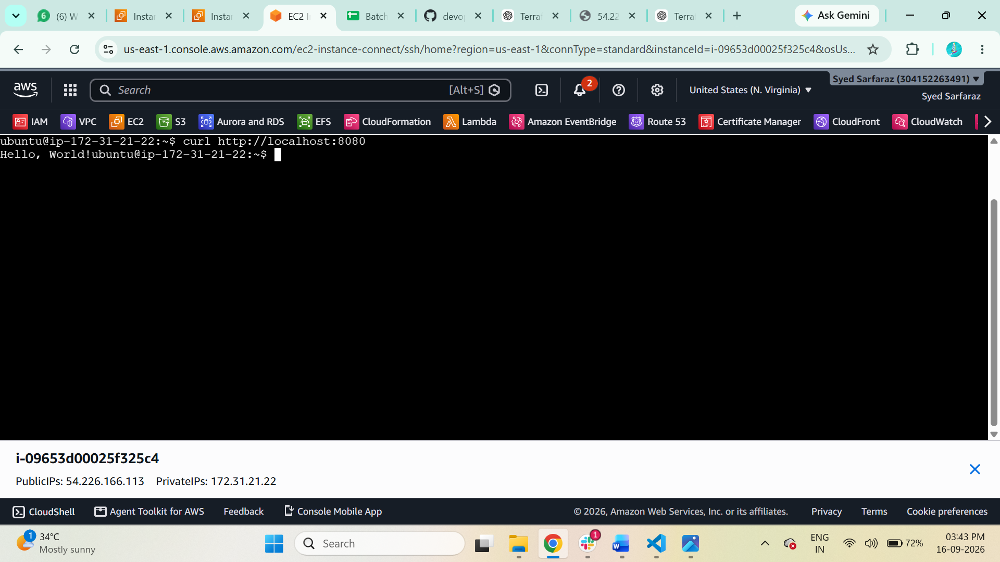 6 (6) W Instar Instar EC2 I Batch devo Terra 54.22 Terra Ask Gemini
us-east-1.console.aws.amazon.com/ec2-instance-connect/ssh/home?region=us-east-1&connType=standard&instanceId=i-09653d00025f325c4&osUs...
aws Search [Alt+S] 2 United States (N. Virginia) ▼ Syed Sarfaraz (304152263491) ▼
Syed Sarfaraz
IAM VPC EC2 S3 Aurora and RDS EFS CloudFormation Lambda Amazon EventBridge Route 53 Certificate Manager CloudFront CloudWatch
ubuntu@ip-172-31-21-22:~$ curl http://localhost:8080
Hello, World!ubuntu@ip-172-31-21-22:~$
i-09653d00025f325c4
PublicIPs: 54.226.166.113 PrivateIPs: 172.31.21.22
CloudShell Agent Toolkit for AWS Feedback Console Mobile App © 2026, Amazon Web Services, Inc. or its affiliates. Privacy Terms Cookie preferences
1 34°C
Mostly sunny
Search
1
ENG
IN
72%
03:43 PM
16-09-2026